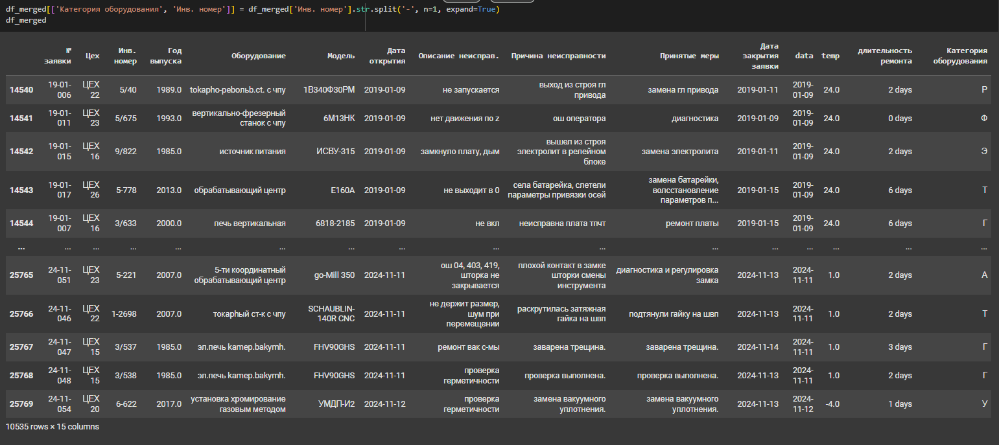 df_merged[['Категория оборудования', 'Инв. номер']] = df_merged['Инв. номер'].str.split('-', n=1, expand=True)
df_merged
№ заявки Цех Инв. номер Год выпуска Оборудование Модель Дата открытия Описание неисправ. Причина неисправности Принятые меры Дата закрытия заявки data temp длительность ремонта Категория оборудования
14540 19-01-006 ЦЕХ 22 5/40 1989.0 tokapho-ребольb.ct. с чпу 1В340Ф30РМ 2019-01-09 не запускается выход из строя гл привода замена гл привода 2019-01-11 2019-01-09 24.0 2 days Р
14541 19-01-011 ЦЕХ 23 5/675 1993.0 вертикально-фрезерный станок с чпу 6М13НК 2019-01-09 нет движения по z ош оператора диагностика 2019-01-09 2019-01-09 24.0 0 days Ф
14542 19-01-015 ЦЕХ 16 9/822 1985.0 источник питания ИСВУ-315 2019-01-09 замкнуло плату, дым вышел из строя электролит в релейном блоке замена электролита 2019-01-11 2019-01-09 24.0 2 days Э
14543 19-01-017 ЦЕХ 26 5-778 2013.0 обрабатывающий центр E160A 2019-01-09 не выходит в 0 села батарейка, слетели параметры привязки осей замена батарейки, волсстановление параметров п... 2019-01-15 2019-01-09 24.0 6 days Т
14544 19-01-007 ЦЕХ 16 3/633 2000.0 печь вертикальная 6818-2185 2019-01-09 не вкл неисправна плата тпчт ремонт платы 2019-01-15 2019-01-09 24.0 6 days Г
... ... ... ... ... ... ... ... ... ... ... ... ... ... ... ...
25765 24-11-051 ЦЕХ 23 5-221 2007.0 5-ти координатный обрабатывающий центр go-Mill 350 2024-11-11 ош 04, 403, 419, шторка не закрывается плохой контакт в замке шторки смены инструмента диагностика и регулировка замка 2024-11-13 2024-11-11 1.0 2 days А
25766 24-11-046 ЦЕХ 22 1-2698 2007.0 токарhый ст-к с чпу SCHAUBLIN-140R CNC 2024-11-11 не держит размер, шум при перемещении раскрутилась затяжная гайка на швп подтянули гайку на швп 2024-11-13 2024-11-11 1.0 2 days Т
25767 24-11-047 ЦЕХ 15 3/537 1985.0 эл.печь kamep.bakymh. FHV90GHS 2024-11-11 ремонт вак с-мы заварена трещина. заварена трещина. 2024-11-14 2024-11-11 1.0 3 days Г
25768 24-11-048 ЦЕХ 15 3/538 1985.0 эл.печь kamep.bakymh. FHV90GHS 2024-11-11 проверка герметичности проверка выполнена. проверка выполнена. 2024-11-13 2024-11-11 1.0 2 days Г
25769 24-11-054 ЦЕХ 20 6-622 2017.0 установка хромирование газовым методом УМДП-И2 2024-11-12 проверка герметичности замена вакуумного уплотнения. замена вакуумного уплотнения. 2024-11-13 2024-11-12 -4.0 1 days У
10535 rows × 15 columns